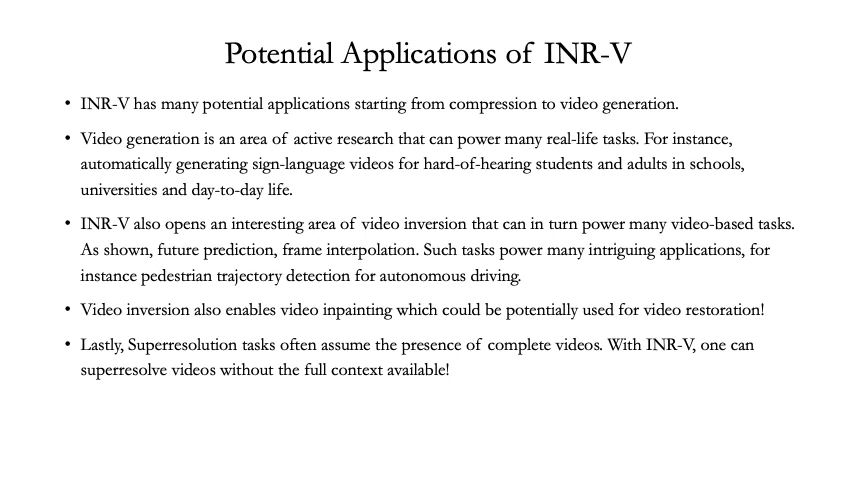 Potential Applications of INR-V
• INR-V has many potential applications starting from compression to video generation.
• Video generation is an area of active research that can power many real-life tasks. For instance,
automatically generating sign-language videos for hard-of-hearing students and adults in schools,
universities and day-to-day life.
• INR-V also opens an interesting area of video inversion that can in turn power many video-based tasks.
As shown, future prediction, frame interpolation. Such tasks power many intriguing applications, for
instance pedestrian trajectory detection for autonomous driving.
• Video inversion also enables video inpainting which could be potentially used for video restoration!
• Lastly, Superresolution tasks often assume the presence of complete videos. With INR-V, one can
superresolve videos without the full context available!